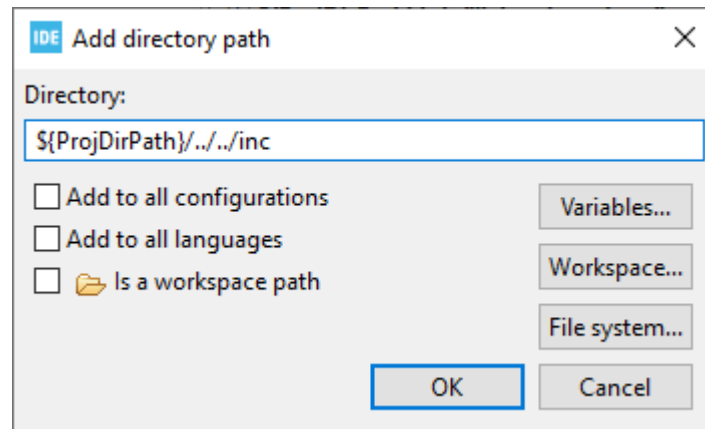 IDE Add directory path
Directory:
${ProjDirPath}/../../inc
Add to all configurations
Variables...
Add to all languages
Workspace...
Is a workspace path
File system...
OK
Cancel